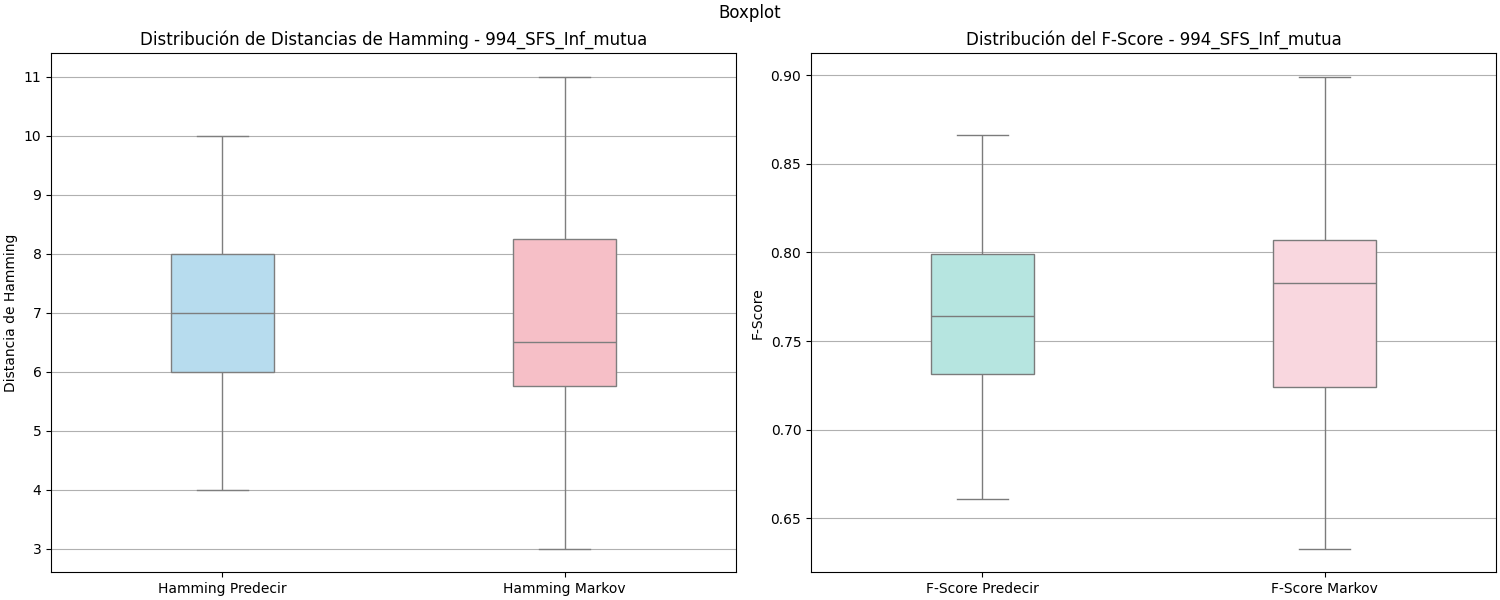 Boxplot
Distribución de Distancias de Hamming - 994_SFS_Inf_mutua
Distancia de Hamming
11
10
9
8
7
6
5
4
3
Hamming Predecir
Hamming Markov
Distribución del F-Score - 994_SFS_Inf_mutua
F-Score
0.90
0.85
0.80
0.75
0.70
0.65
F-Score Predecir
F-Score Markov